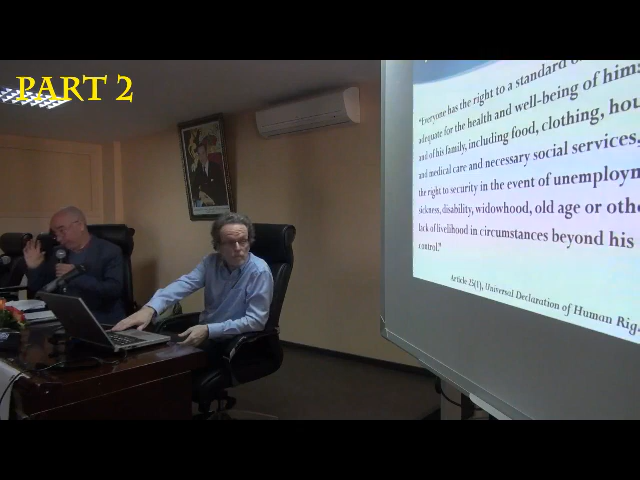 PART 2
"Everyone has the right to a standard
adequate for the health and well-being of hims
and of his family, including food, clothing, hou
and medical care and necessary social services,
the right to security in the event of unemploym
sickness, disability, widowhood, old age or othe
lack of livelihood in circumstances beyond his
control."
Article 25(1), Universal Declaration of Human Rig